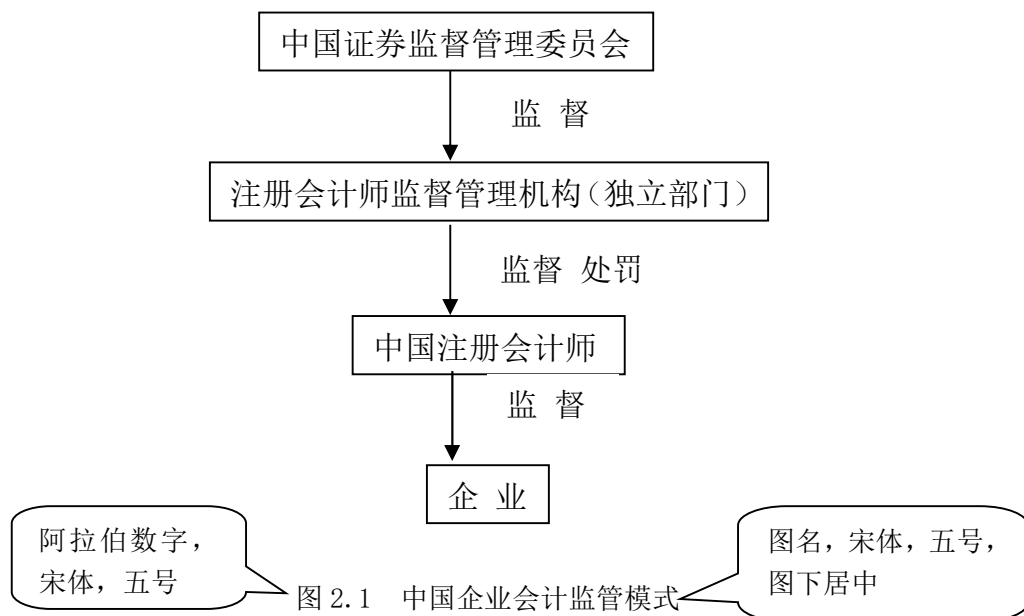 中国证券监督管理委员会
监 督
注册会计师监督管理机构（独立部门）
监督 处罚
中国注册会计师
监 督
企 业
阿拉伯数字，
宋体，五号
图名，宋体，五号，
图下居中
图 2.1 中国企业会计监管模式